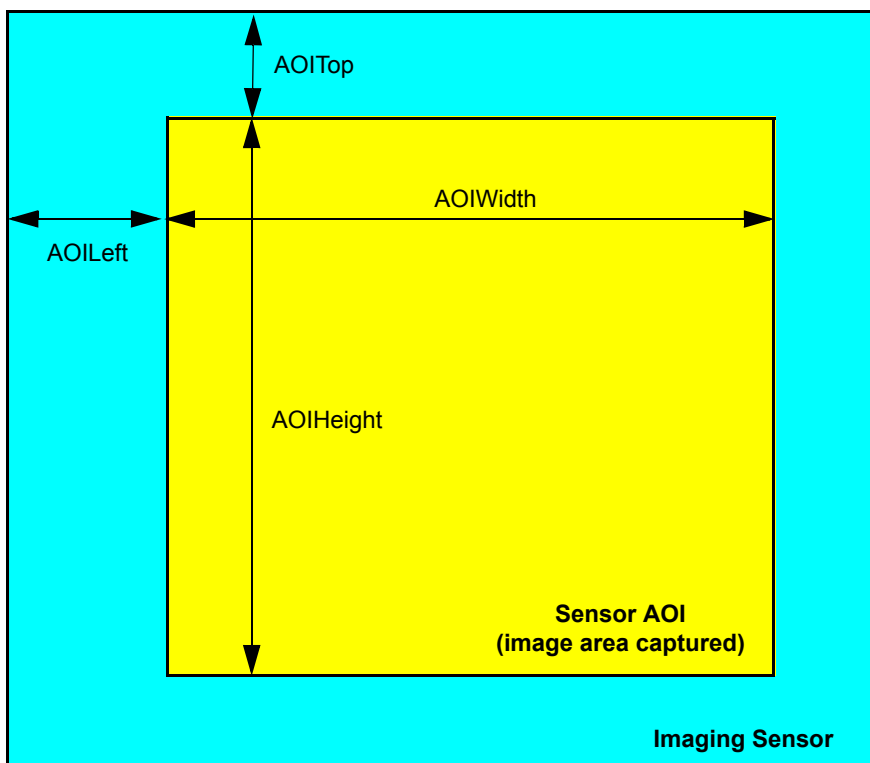 AOITop
AOIWidth
AOILeft
AOIHeight
Sensor AOI
(image area captured)
Imaging Sensor